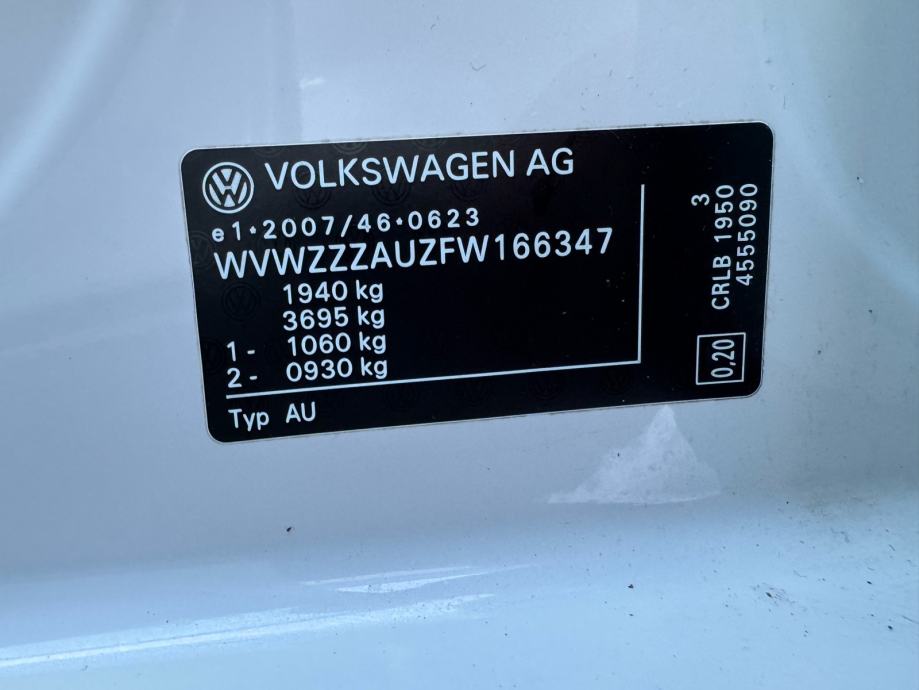 VOLKSWAGEN AG
e1•2007/46•0623
WVWZZZAUZFW166347
1940 kg
3695 kg
1- 1060 kg
2- 0930 kg
Typ AU
3
CRLB 1950
4555090
0,20